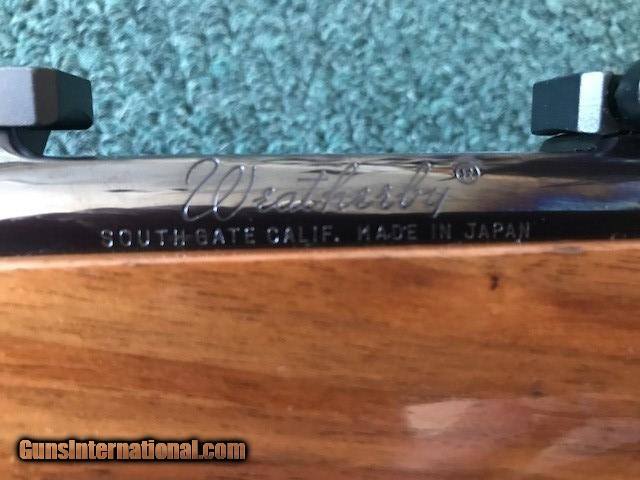 Weatherby®
SOUTH GATE CALIF. MADE IN JAPAN
GunsInternational.com